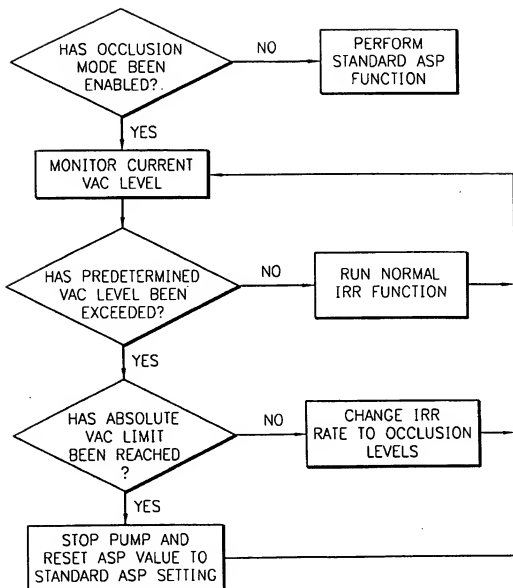 HAS OCCLUSION
MODE BEEN
ENABLED?.
NO
PERFORM
STANDARD ASP
FUNCTION
YES
MONITOR CURRENT
VAC LEVEL
HAS PREDETERMINED
VAC LEVEL BEEN
EXCEEDED?
NO
RUN NORMAL
IRR FUNCTION
YES
HAS ABSOLUTE
VAC LIMIT
BEEN REACHED
?
NO
CHANGE IRR
RATE TO OCCLUSION
LEVELS
YES
STOP PUMP AND
RESET ASP VALUE TO
STANDARD ASP SETTING